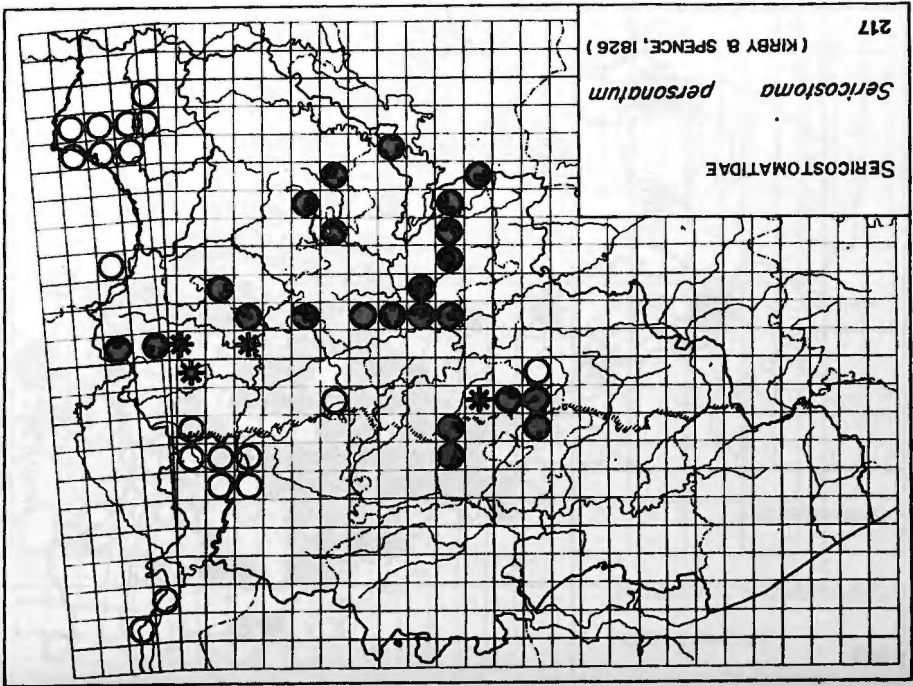 SERICOSTOMATIDAE
Sericostoma personatum
(KIRBY & SPENCE, 1826)
217